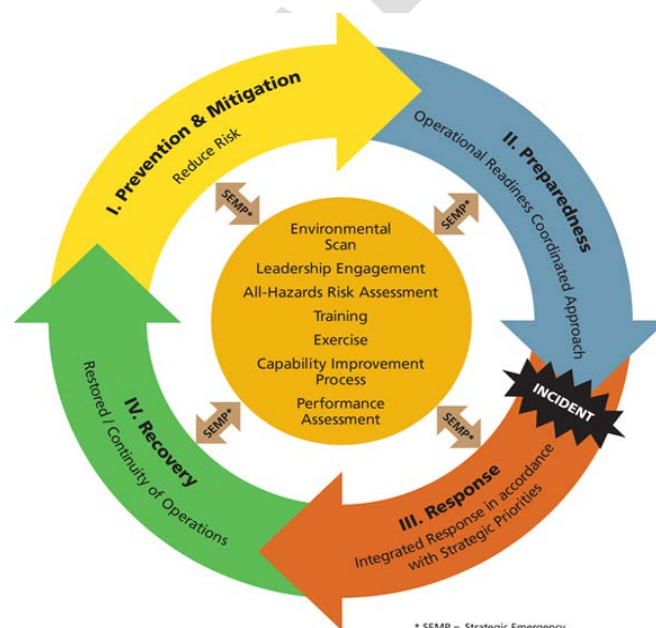 I. Prevention & Mitigation
Reduce Risk
II. Preparedness
Operational Readiness Coordinated Approach
INCIDENT
III. Response
Integrated Response in accordance
with Strategic Priorities
IV. Recovery
Restored / Continuity of Operations
SEMP*
SEMP*
SEMP*
SEMP*
Environmental
Scan
Leadership Engagement
All-Hazards Risk Assessment
Training
Exercise
Capability Improvement
Process
Performance
Assessment
* SEMP = Strategic Emergency